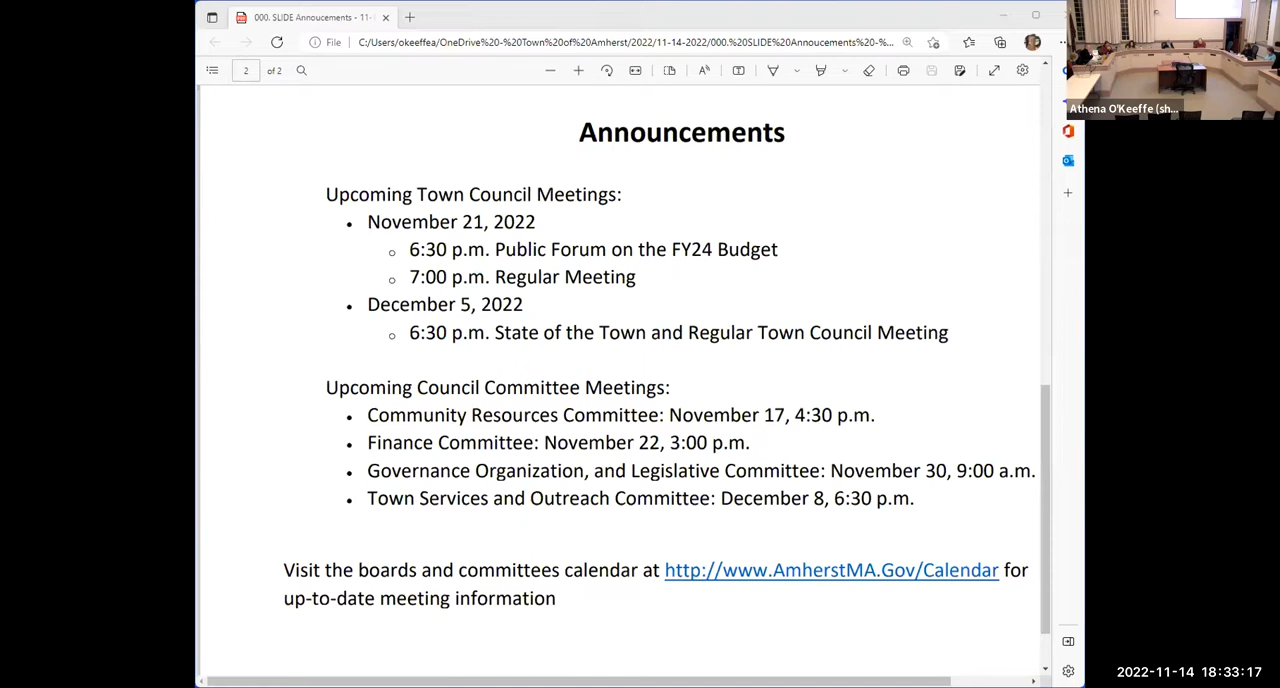 000. SLIDE Annoucements - 11-
File
C:/Users/okeeffea/OneDrive%20-%20Town%20of%20Amherst/2022/11-14-2022/000.%20SLIDE%20Annoucements%20-%...
2 of 2
Athena O'Keeffe (sh...
Announcements
Upcoming Town Council Meetings:
• November 21, 2022
o 6:30 p.m. Public Forum on the FY24 Budget
o 7:00 p.m. Regular Meeting
• December 5, 2022
o 6:30 p.m. State of the Town and Regular Town Council Meeting
Upcoming Council Committee Meetings:
• Community Resources Committee: November 17, 4:30 p.m.
• Finance Committee: November 22, 3:00 p.m.
• Governance Organization, and Legislative Committee: November 30, 9:00 a.m.
• Town Services and Outreach Committee: December 8, 6:30 p.m.
Visit the boards and committees calendar at http://www.AmherstMA.Gov/Calendar for
up-to-date meeting information
2022-11-14 18:33:17